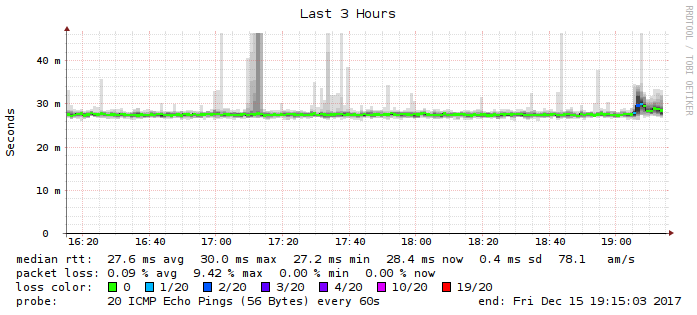 Last 3 Hours
RRDTOOL / TOBI OETIKER
Seconds
40 m
30 m
20 m
10 m
0
16:20 16:40 17:00 17:20 17:40 18:00 18:20 18:40 19:00
median rtt: 27.6 ms avg 30.0 ms max 27.2 ms min 28.4 ms now 0.4 ms sd 78.1 am/s
packet loss: 0.09 % avg 9.42 % max 0.00 % min 0.00 % now
loss color: 0 1/20 2/20 3/20 4/20 10/20 19/20
probe: 20 ICMP Echo Pings (56 Bytes) every 60s end: Fri Dec 15 19:15:03 2017